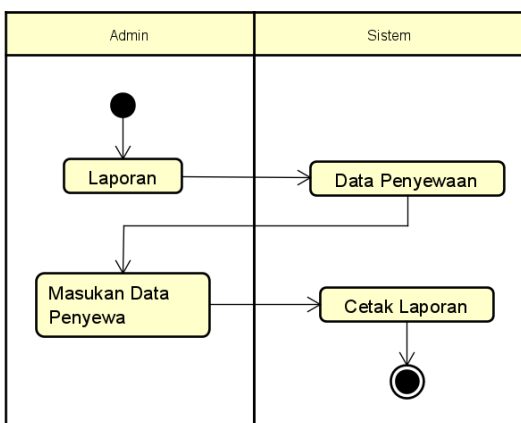 Admin
Sistem
Laporan
Data Penyewaan
Masukan Data
Penyewa
Cetak Laporan